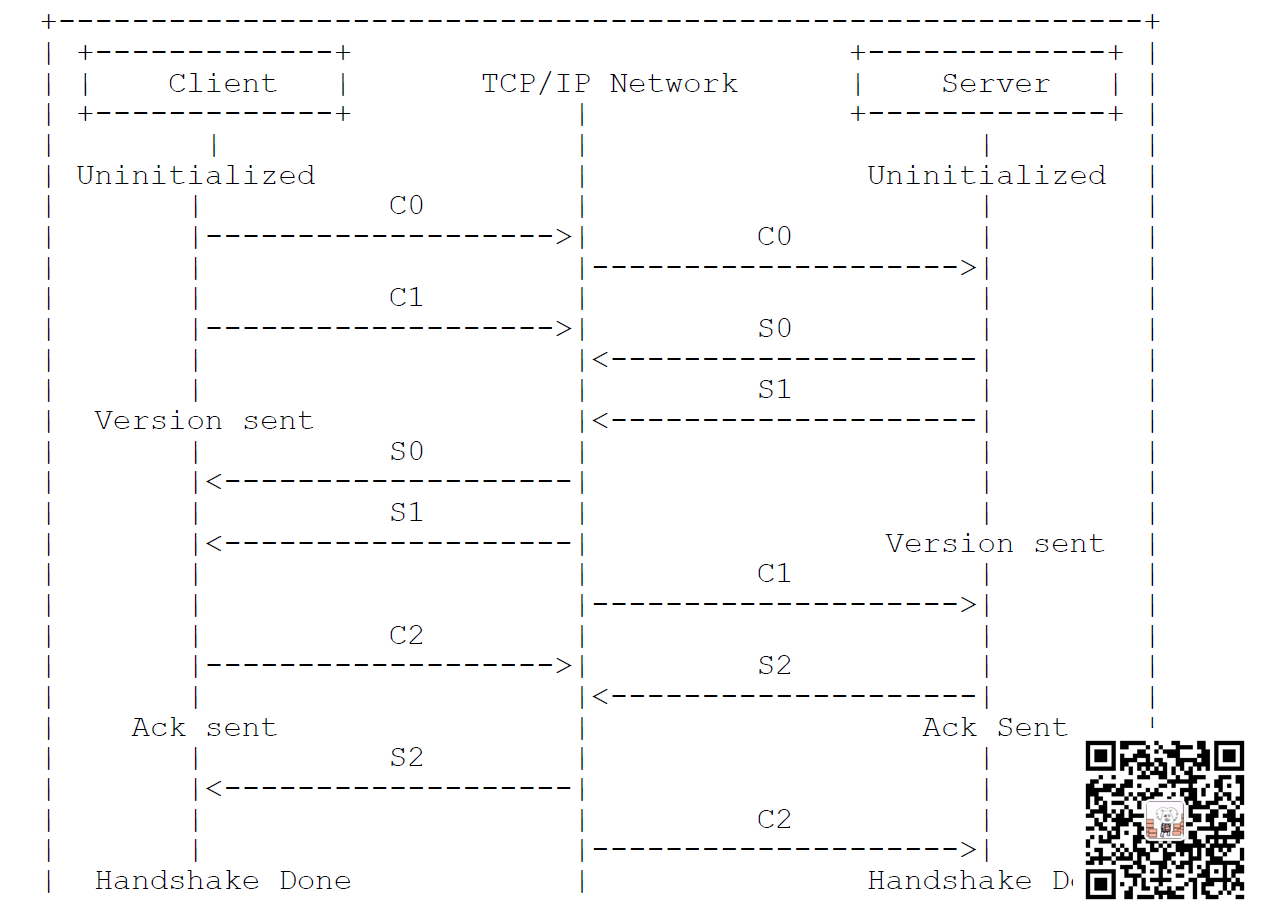 Client TCP/IP Network Server
Uninitialized Uninitialized
C0
C0
C1
S0
S1
Version sent
S0
S1
Version sent
C1
C2
S2
Ack sent Ack Sent
S2
C2
Handshake Done Handshake